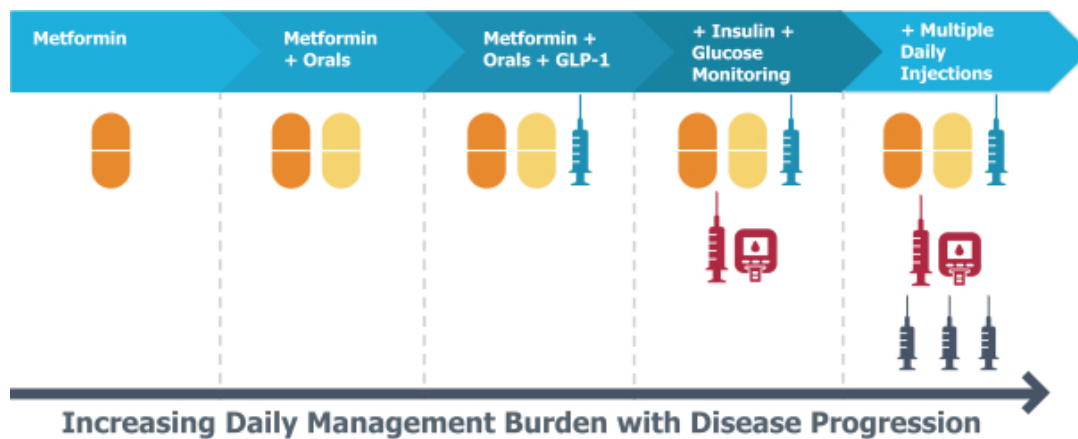 Metformin
Metformin
+ Orals
Metformin +
Orals + GLP-1
+ Insulin +
Glucose
Monitoring
+ Multiple
Daily
Injections
Increasing Daily Management Burden with Disease Progression